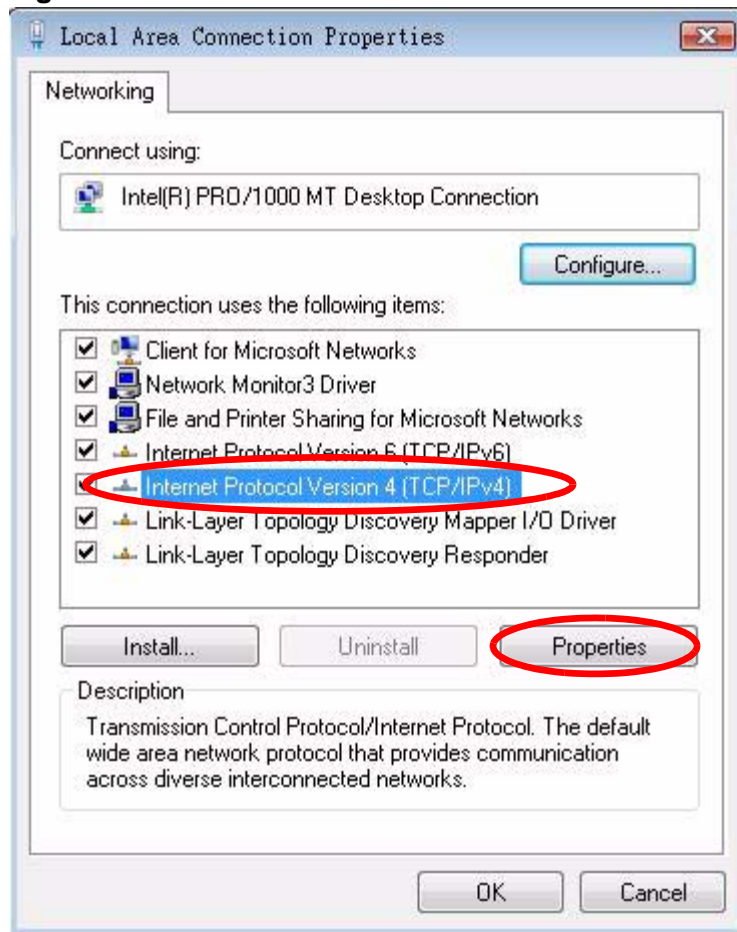 Local Area Connection Properties
Networking
Connect using:
Intel(R) PRO/1000 MT Desktop Connection
Configure...
This connection uses the following items:
Client for Microsoft Networks
Network Monitor3 Driver
File and Printer Sharing for Microsoft Networks
Internet Protocol Version 6 (TCP/IPv6)
Internet Protocol Version 4 (TCP/IPv4)
Link-Layer Topology Discovery Mapper I/O Driver
Link-Layer Topology Discovery Responder
Install...
Uninstall
Properties
Description
Transmission Control Protocol/Internet Protocol. The default
wide area network protocol that provides communication
across diverse interconnected networks.
OK
Cancel